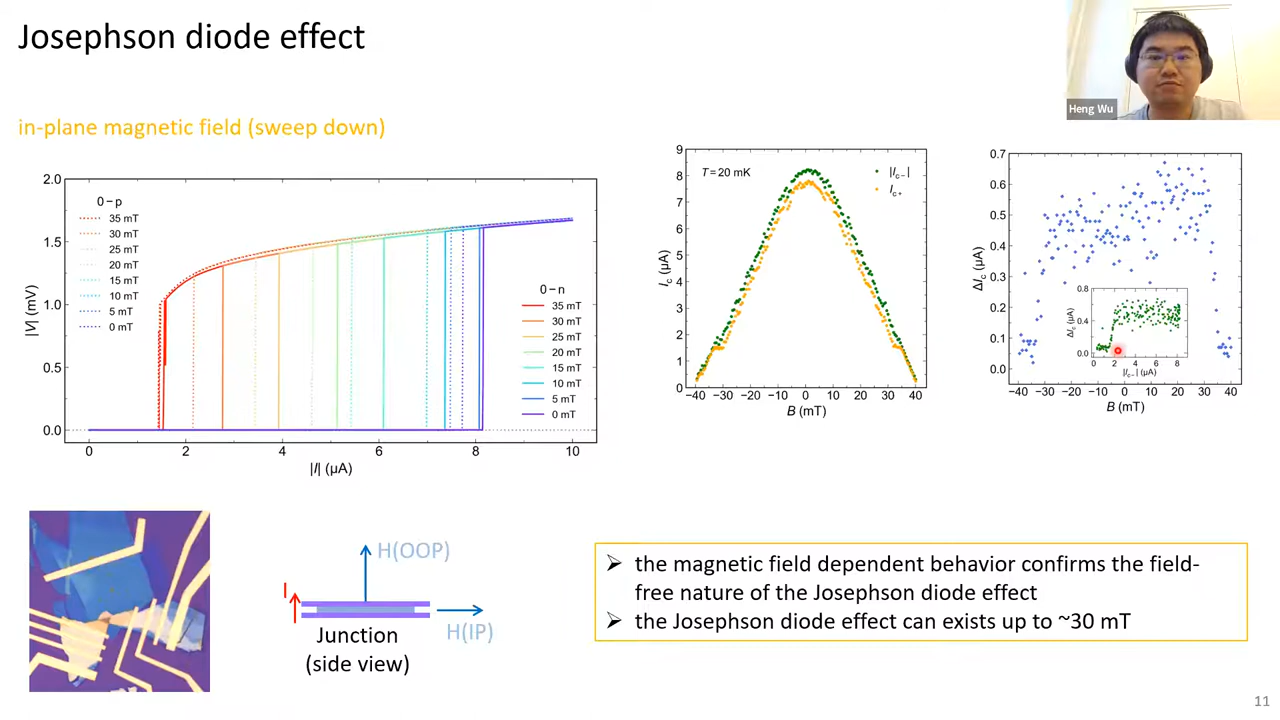 Josephson diode effect
Heng Wu
in-plane magnetic field (sweep down)
2.0
1.5
1.0
0.5
0.0
|V| (mV)
0 – p
35 mT
30 mT
25 mT
20 mT
15 mT
10 mT
5 mT
0 mT
0 – n
35 mT
30 mT
25 mT
20 mT
15 mT
10 mT
5 mT
0 mT
0 2 4 6 8 10
|I| (µA)
9
8
7
6
5
4
3
2
1
0
Ic (µA)
T = 20 mK
|Ic−|
Ic+
−40 −30 −20 −10 0 10 20 30 40
B (mT)
0.7
0.6
0.5
0.4
0.3
0.2
0.1
0.0
ΔIc (µA)
0.8
0.4
0.0
ΔIc (µA)
0 2 4 6 8
|Ic−| (µA)
−40 −30 −20 −10 0 10 20 30 40
B (mT)
H(OOP)
I
H(IP)
Junction
(side view)
➢ the magnetic field dependent behavior confirms the field-
free nature of the Josephson diode effect
➢ the Josephson diode effect can exists up to ~30 mT
11